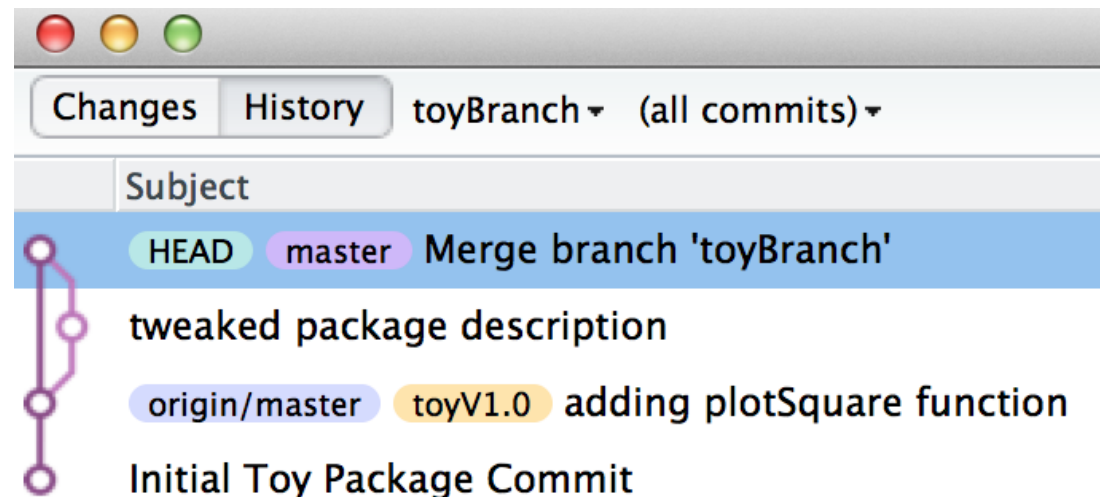 Changes History toyBranch (all commits)
Subject
HEAD master Merge branch 'toyBranch'
tweaked package description
origin/master toyV1.0 adding plotSquare function
Initial Toy Package Commit